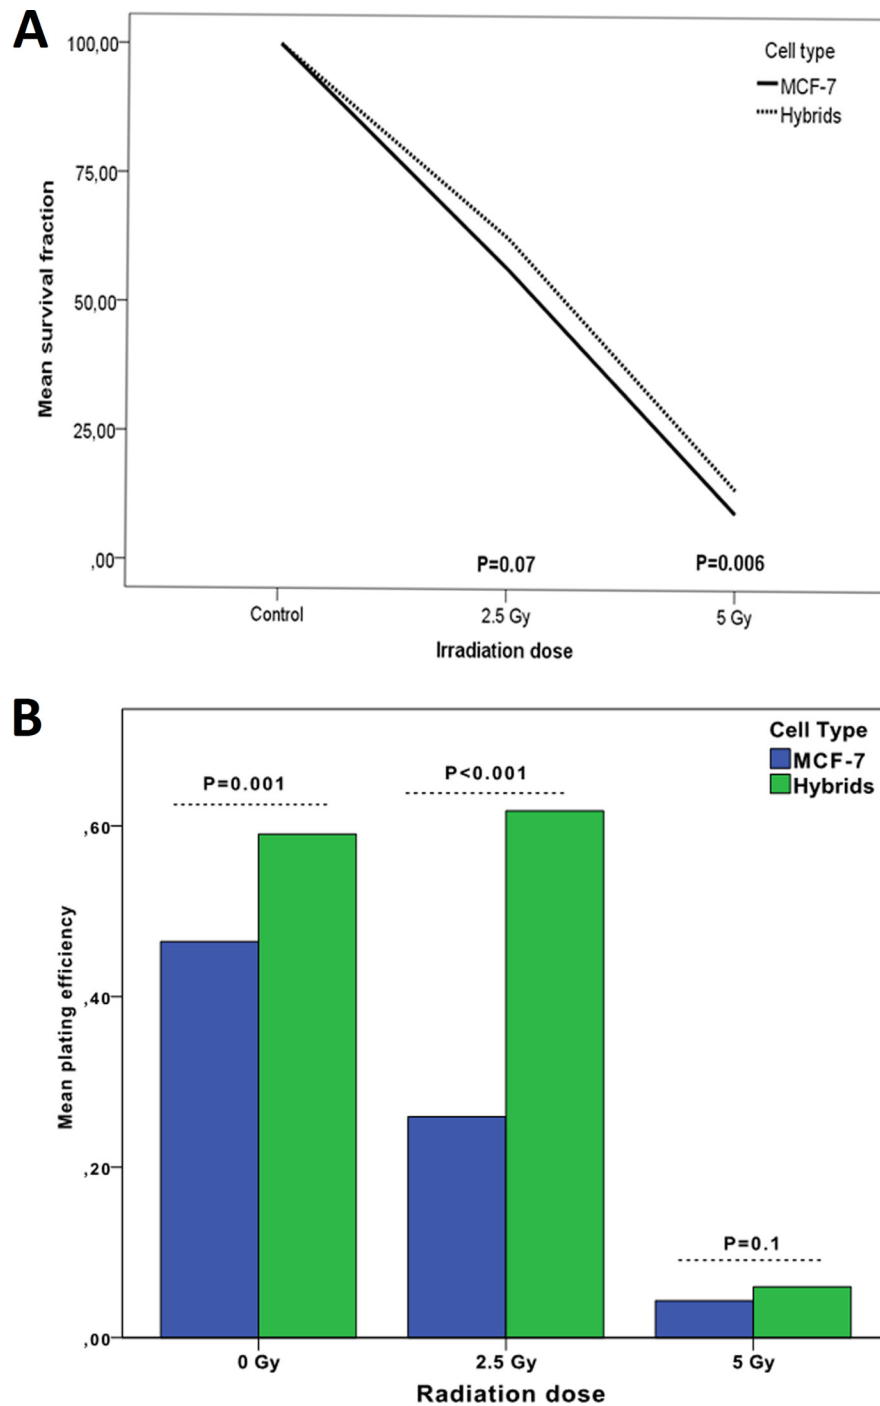 A
Cell type
MCF-7
Hybrids
100,00
75,00
50,00
25,00
,00
Mean survival fraction
P=0.07
P=0.006
Control
2.5 Gy
5 Gy
Irradiation dose
B
Cell Type
MCF-7
Hybrids
P=0.001
P<0.001
P=0.1
,60
,40
,20
,00
Mean plating efficiency
0 Gy
2.5 Gy
5 Gy
Radiation dose